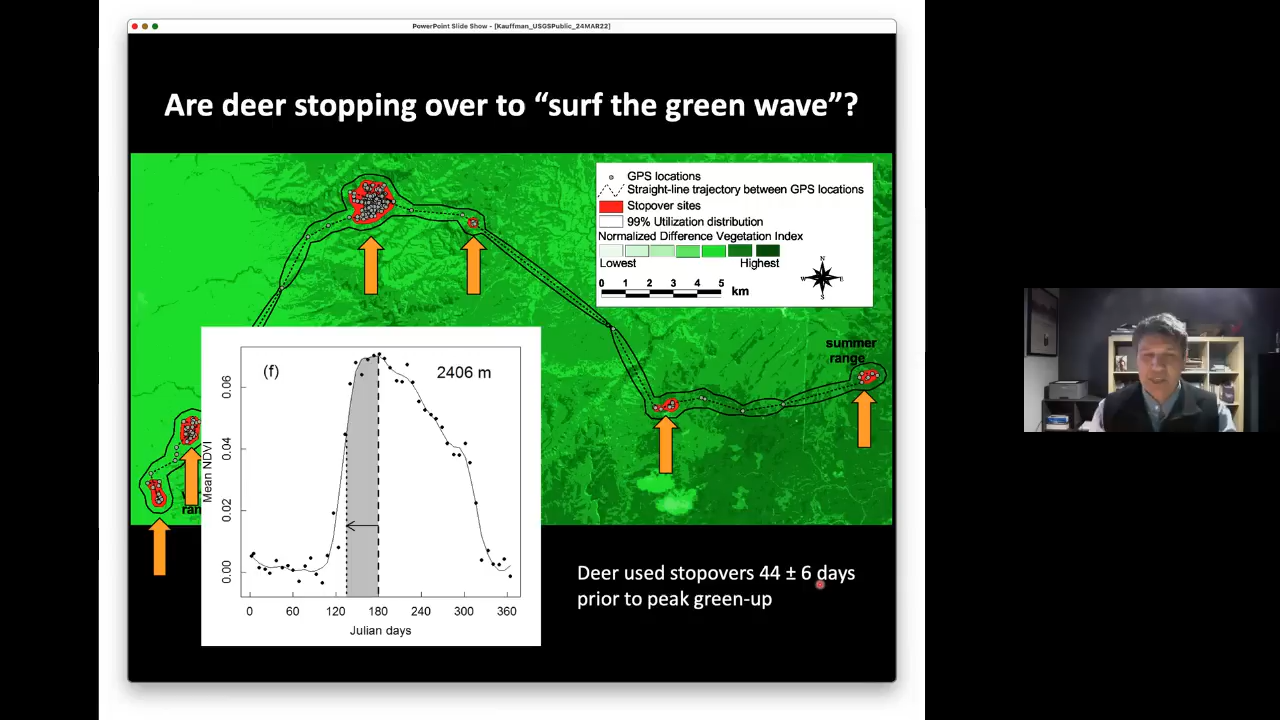 PowerPoint Slide Show - [Kauffman_USGSPublic_24MAR22]
Are deer stopping over to “surf the green wave”?
GPS locations
Straight-line trajectory between GPS locations
Stopover sites
99% Utilization distribution
Normalized Difference Vegetation Index
Lowest Highest
0 1 2 3 4 5
km
N
W E
S
summer
range
ran
(f) 2406 m
Mean NDVI
0.06
0.04
0.02
0.00
0 60 120 180 240 300 360
Julian days
Deer used stopovers 44 ± 6 days
prior to peak green-up